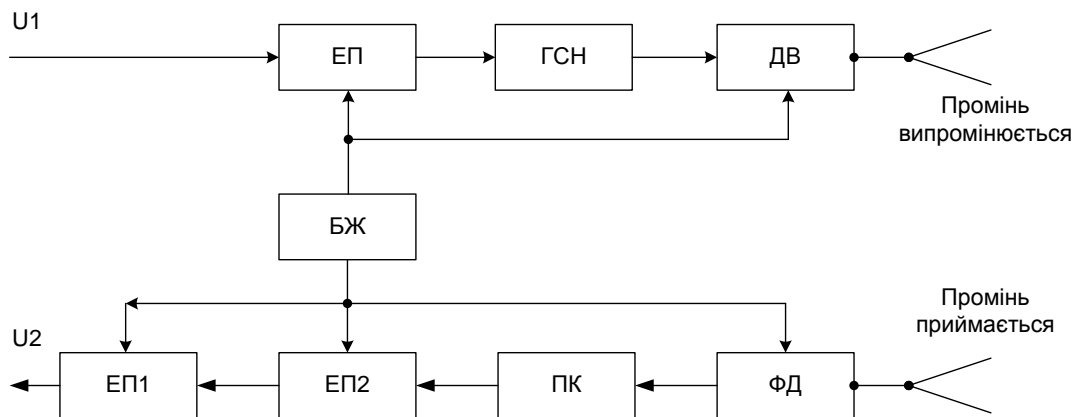 U1
ЕП
ГСН
ДВ
Промінь
випромінюється
БЖ
Промінь
приймається
U2
ЕП1
ЕП2
ПК
ФД